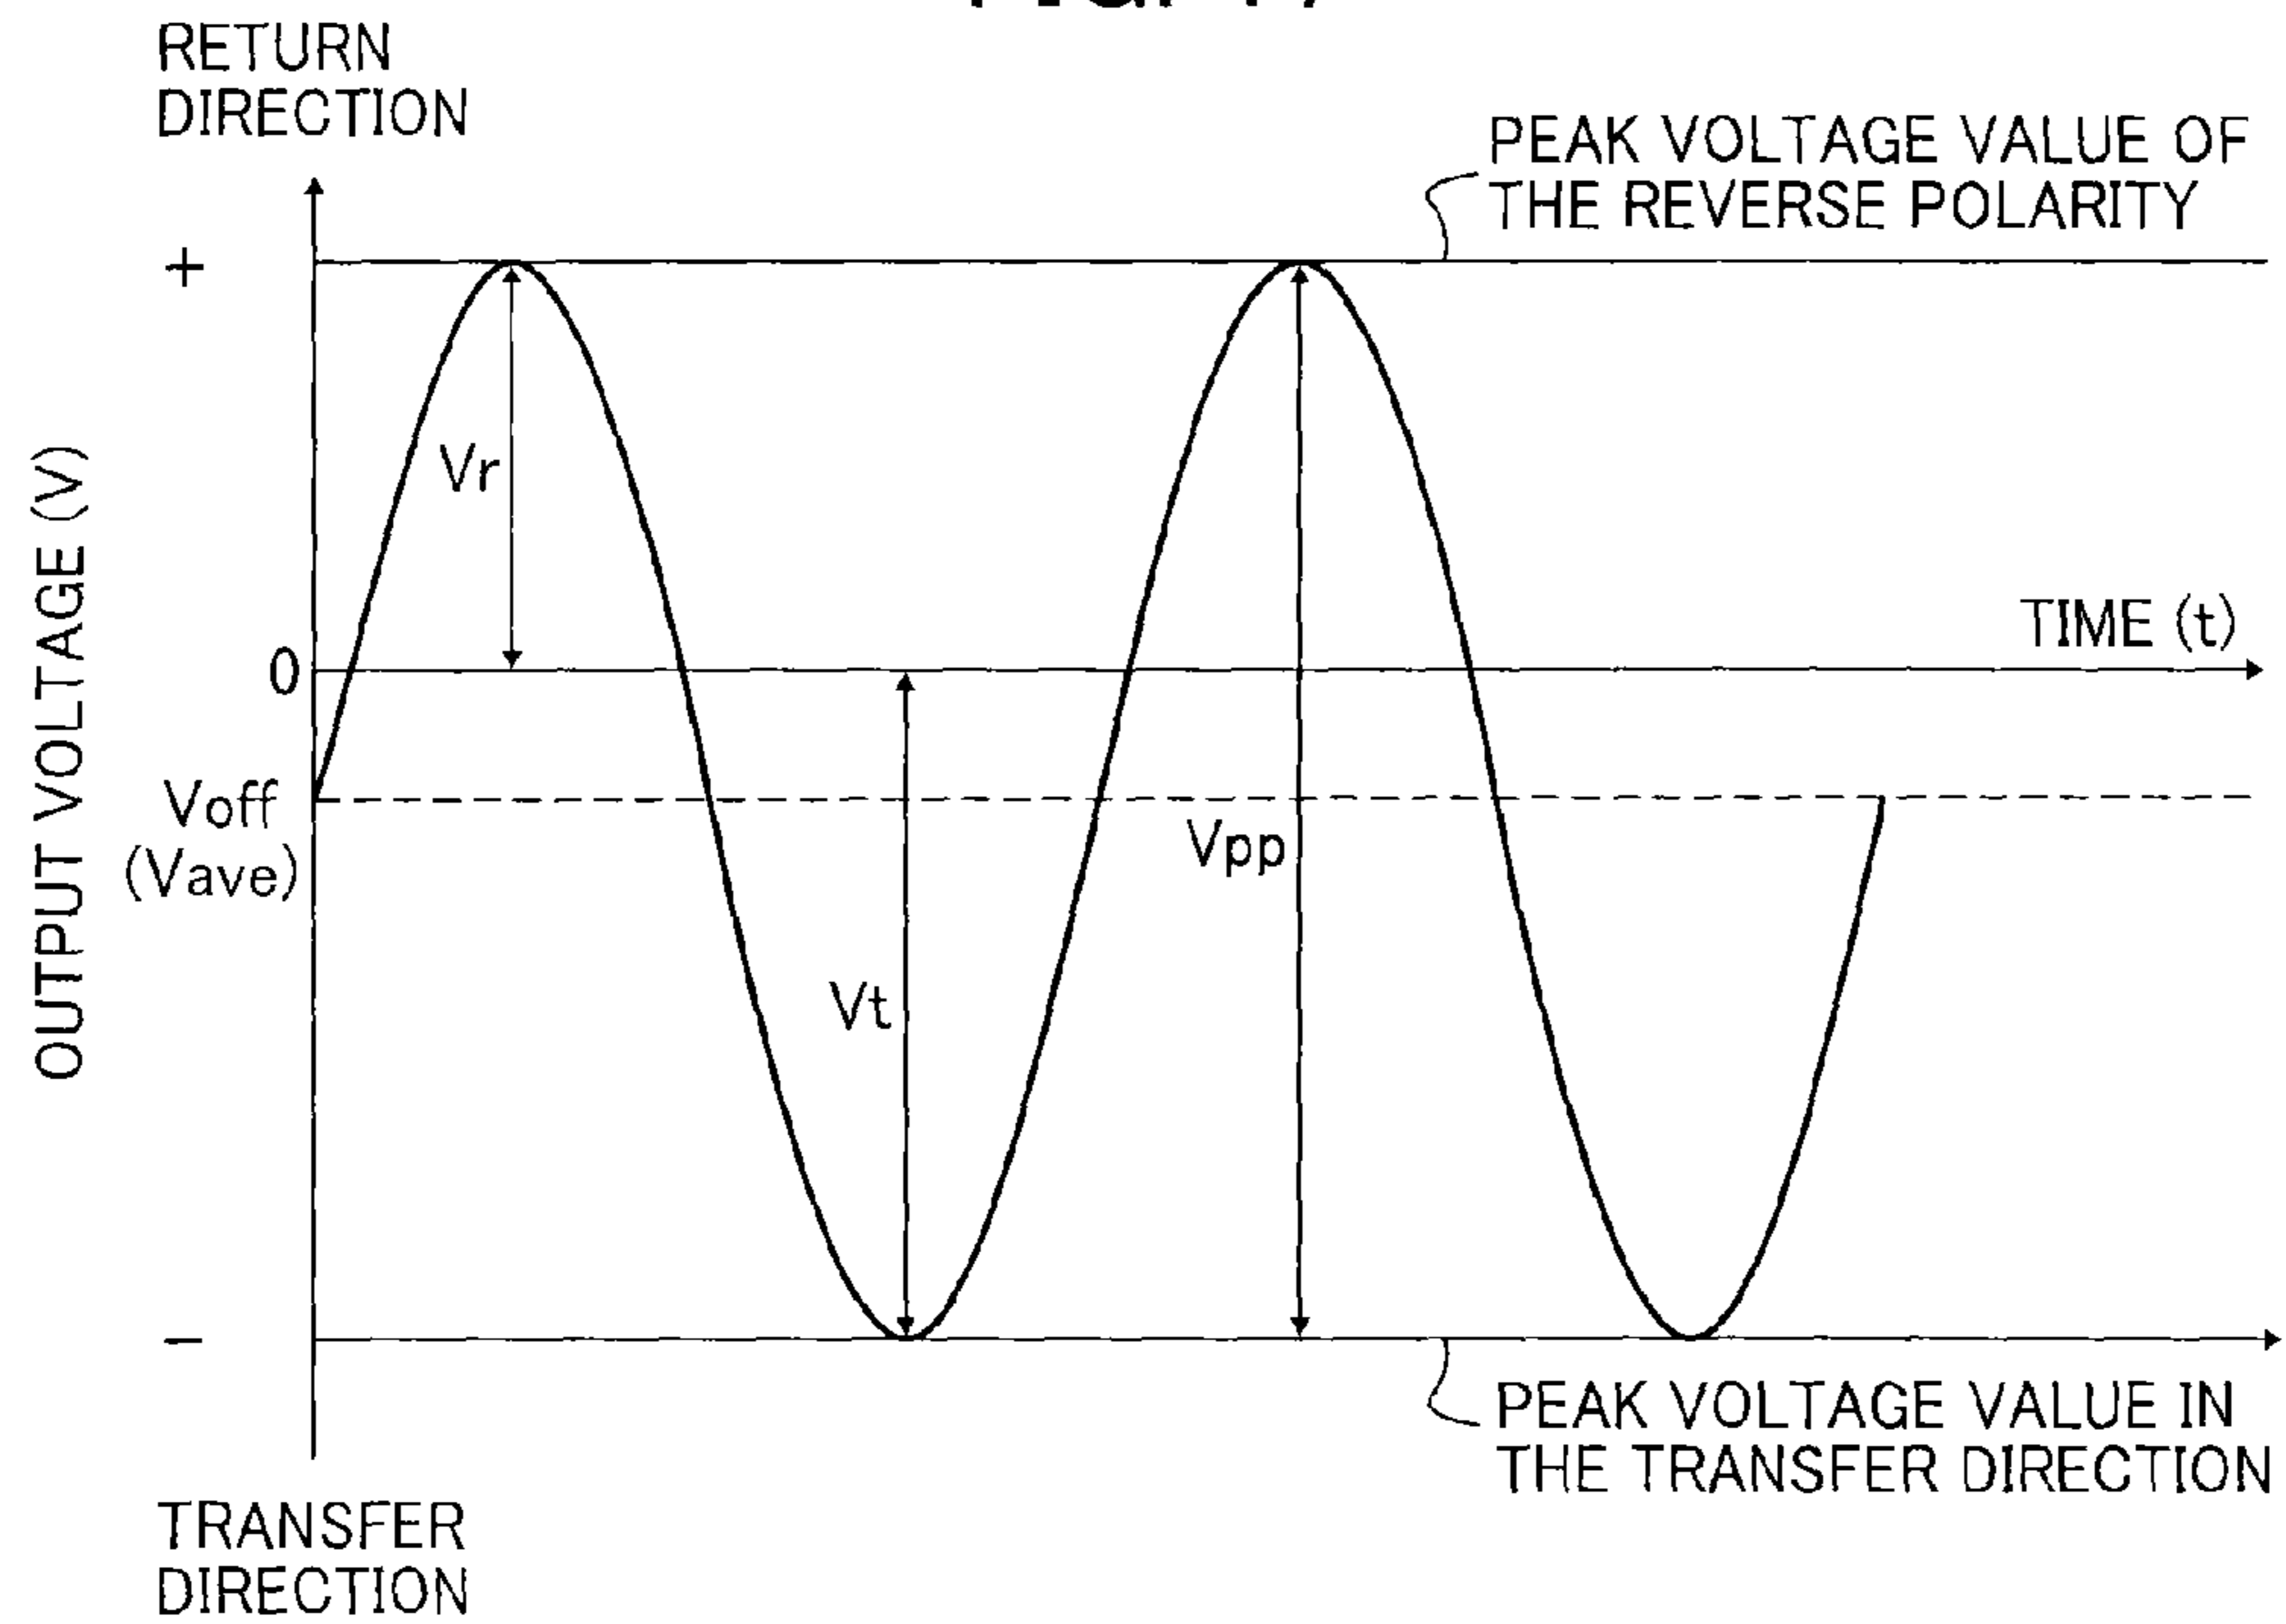 RETURN
DIRECTION
PEAK VOLTAGE VALUE OF
THE REVERSE POLARITY
+
Vr
OUTPUT VOLTAGE (V)
TIME (t)
0
Voff
(Vave)
Vpp
Vt
−
PEAK VOLTAGE VALUE IN
THE TRANSFER DIRECTION
TRANSFER
DIRECTION